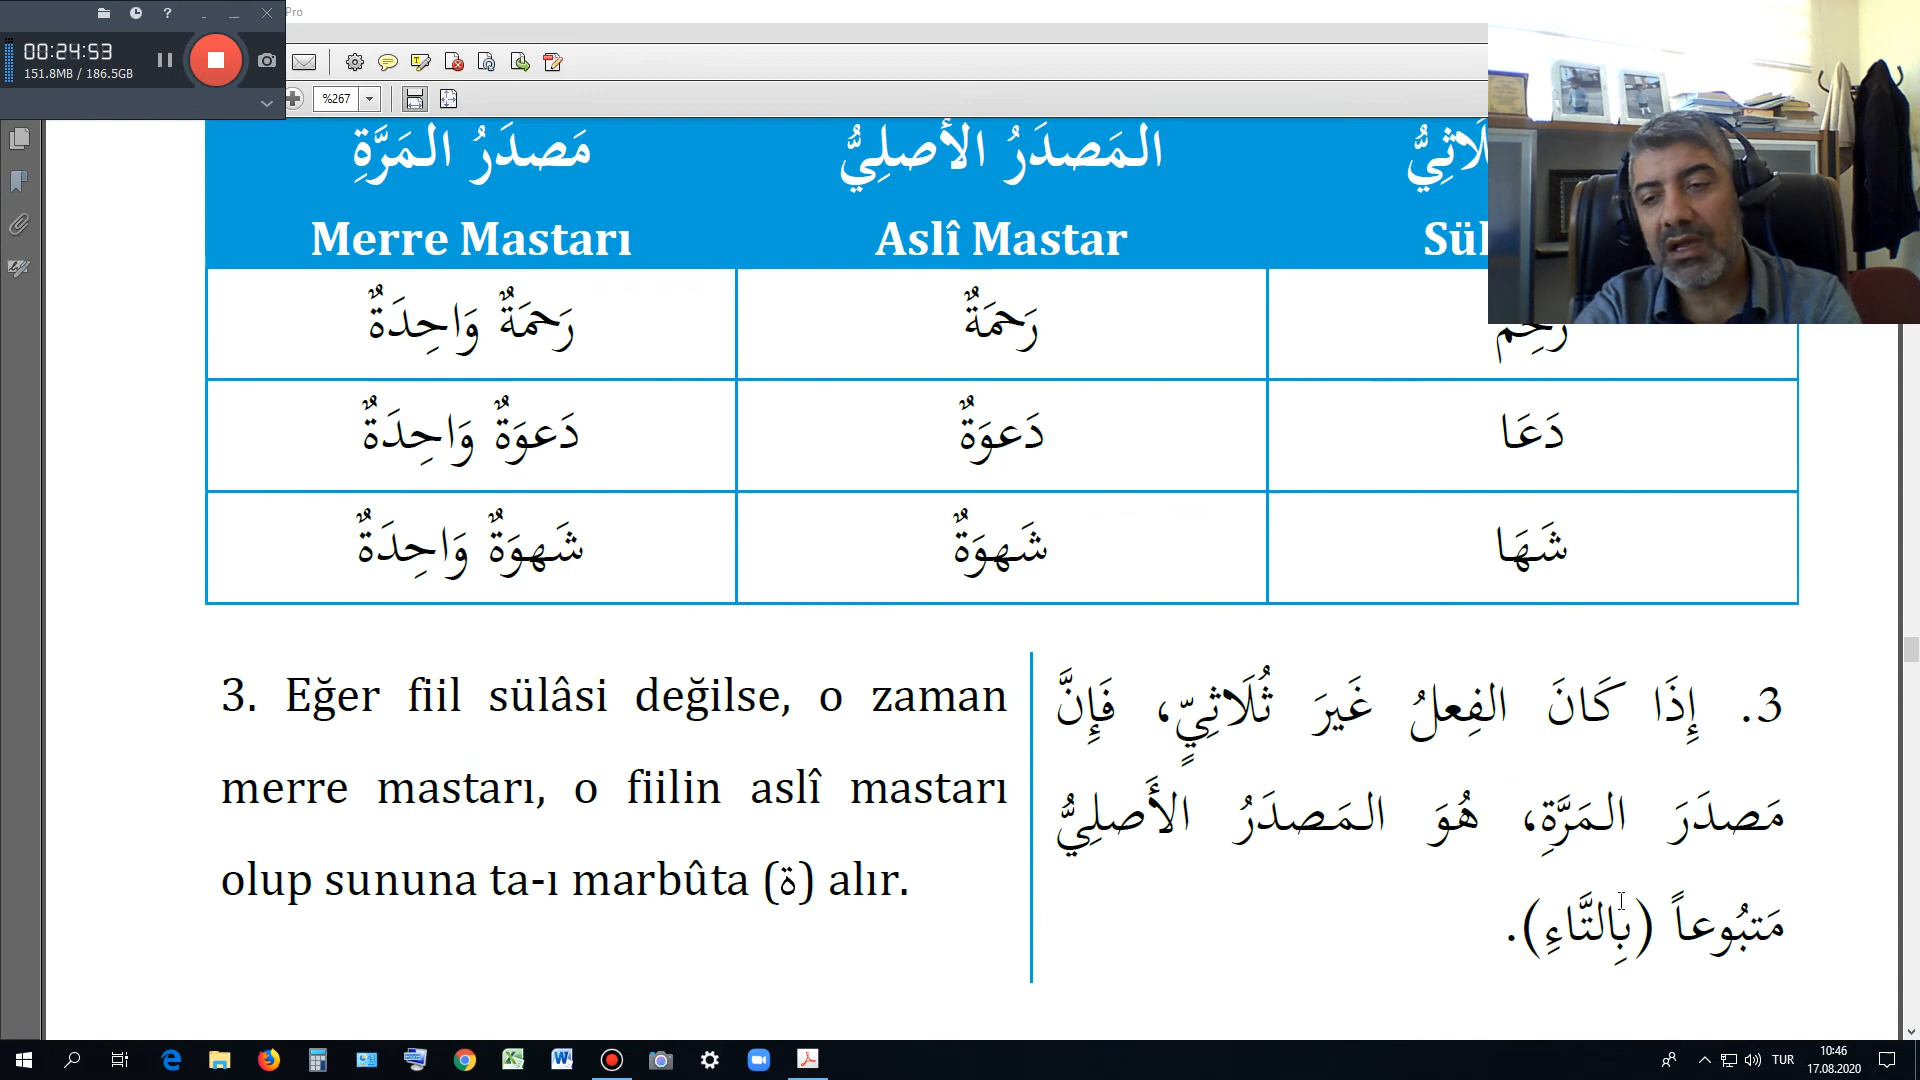 Pro
00:24:53
151.8MB / 186.5GB
%267
مَصدَرُ المَرَّةِ
المَصدَرُ الأَصلِيُّ
Merre Mastarı
Aslî Mastar
رَحمَةٌ وَاحِدَةٌ
رَحمَةٌ
رَحِمَ
دَعوَةٌ وَاحِدَةٌ
دَعوَةٌ
دَعَا
شَهوَةٌ وَاحِدَةٌ
شَهوَةٌ
شَهَا
3. Eğer fiil sülâsi değilse, o zaman
merre mastarı, o fiilin aslî mastarı
olup sununa ta-ı marbûta (ة) alır.
3. إِذَا كَانَ الفِعلُ غَيرَ ثُلَاثِيٍّ، فَإِنَّ
مَصدَرَ المَرَّةِ، هُوَ المَصدَرُ الأَصلِيُّ
مَتبُوعاً (بِالتَّاءِ).
TUR
10:46
17.08.2020